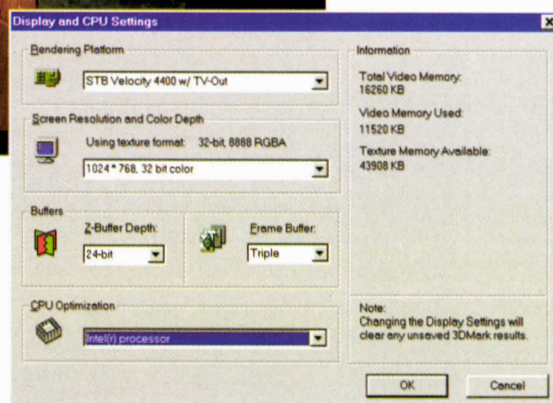 Display and CPU Settings
Rendering Platform
STB Velocity 4400 w/ TV-Out
Screen Resolution and Color Depth
Using texture format: 32-bit, 8888 RGBA
1024 * 768, 32 bit color
Buffers
Z-Buffer Depth:
24-bit
Frame Buffer:
Triple
CPU Optimization
Intel(r) processor
Information
Total Video Memory:
16260 KB
Video Memory Used:
11520 KB
Texture Memory Available:
43908 KB
Note:
Changing the Display Settings will
clear any unsaved 3DMark results.
OK
Cancel